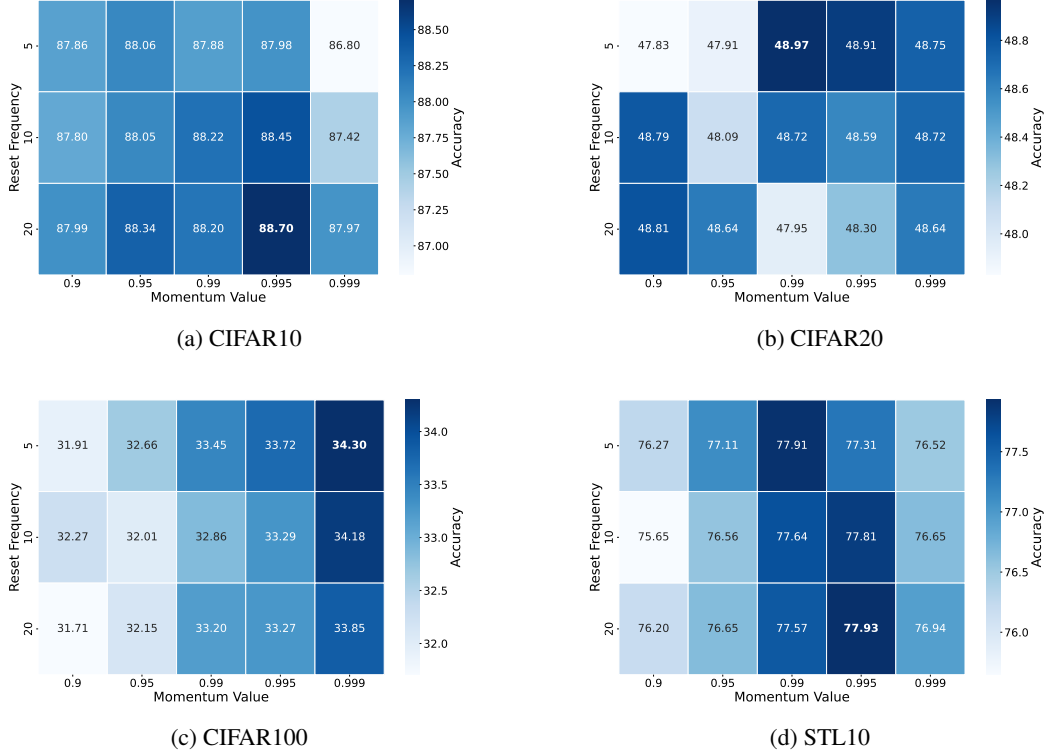 5 87.86 88.06 87.88 87.98 86.80
10 87.80 88.05 88.22 88.45 87.42
20 87.99 88.34 88.20 88.70 87.97
0.9 0.95 0.99 0.995 0.999
Momentum Value
Reset Frequency
88.50
88.25
88.00
87.75
87.50
87.25
87.00
Accuracy
(a) CIFAR10
5 47.83 47.91 48.97 48.91 48.75
10 48.79 48.09 48.72 48.59 48.72
20 48.81 48.64 47.95 48.30 48.64
0.9 0.95 0.99 0.995 0.999
Momentum Value
Reset Frequency
48.8
48.6
48.4
48.2
48.0
Accuracy
(b) CIFAR20
5 31.91 32.66 33.45 33.72 34.30
10 32.27 32.01 32.86 33.29 34.18
20 31.71 32.15 33.20 33.27 33.85
0.9 0.95 0.99 0.995 0.999
Momentum Value
Reset Frequency
34.0
33.5
33.0
32.5
32.0
Accuracy
(c) CIFAR100
5 76.27 77.11 77.91 77.31 76.52
10 75.65 76.56 77.64 77.81 76.65
20 76.20 76.65 77.57 77.93 76.94
0.9 0.95 0.99 0.995 0.999
Momentum Value
Reset Frequency
77.5
77.0
76.5
76.0
Accuracy
(d) STL10